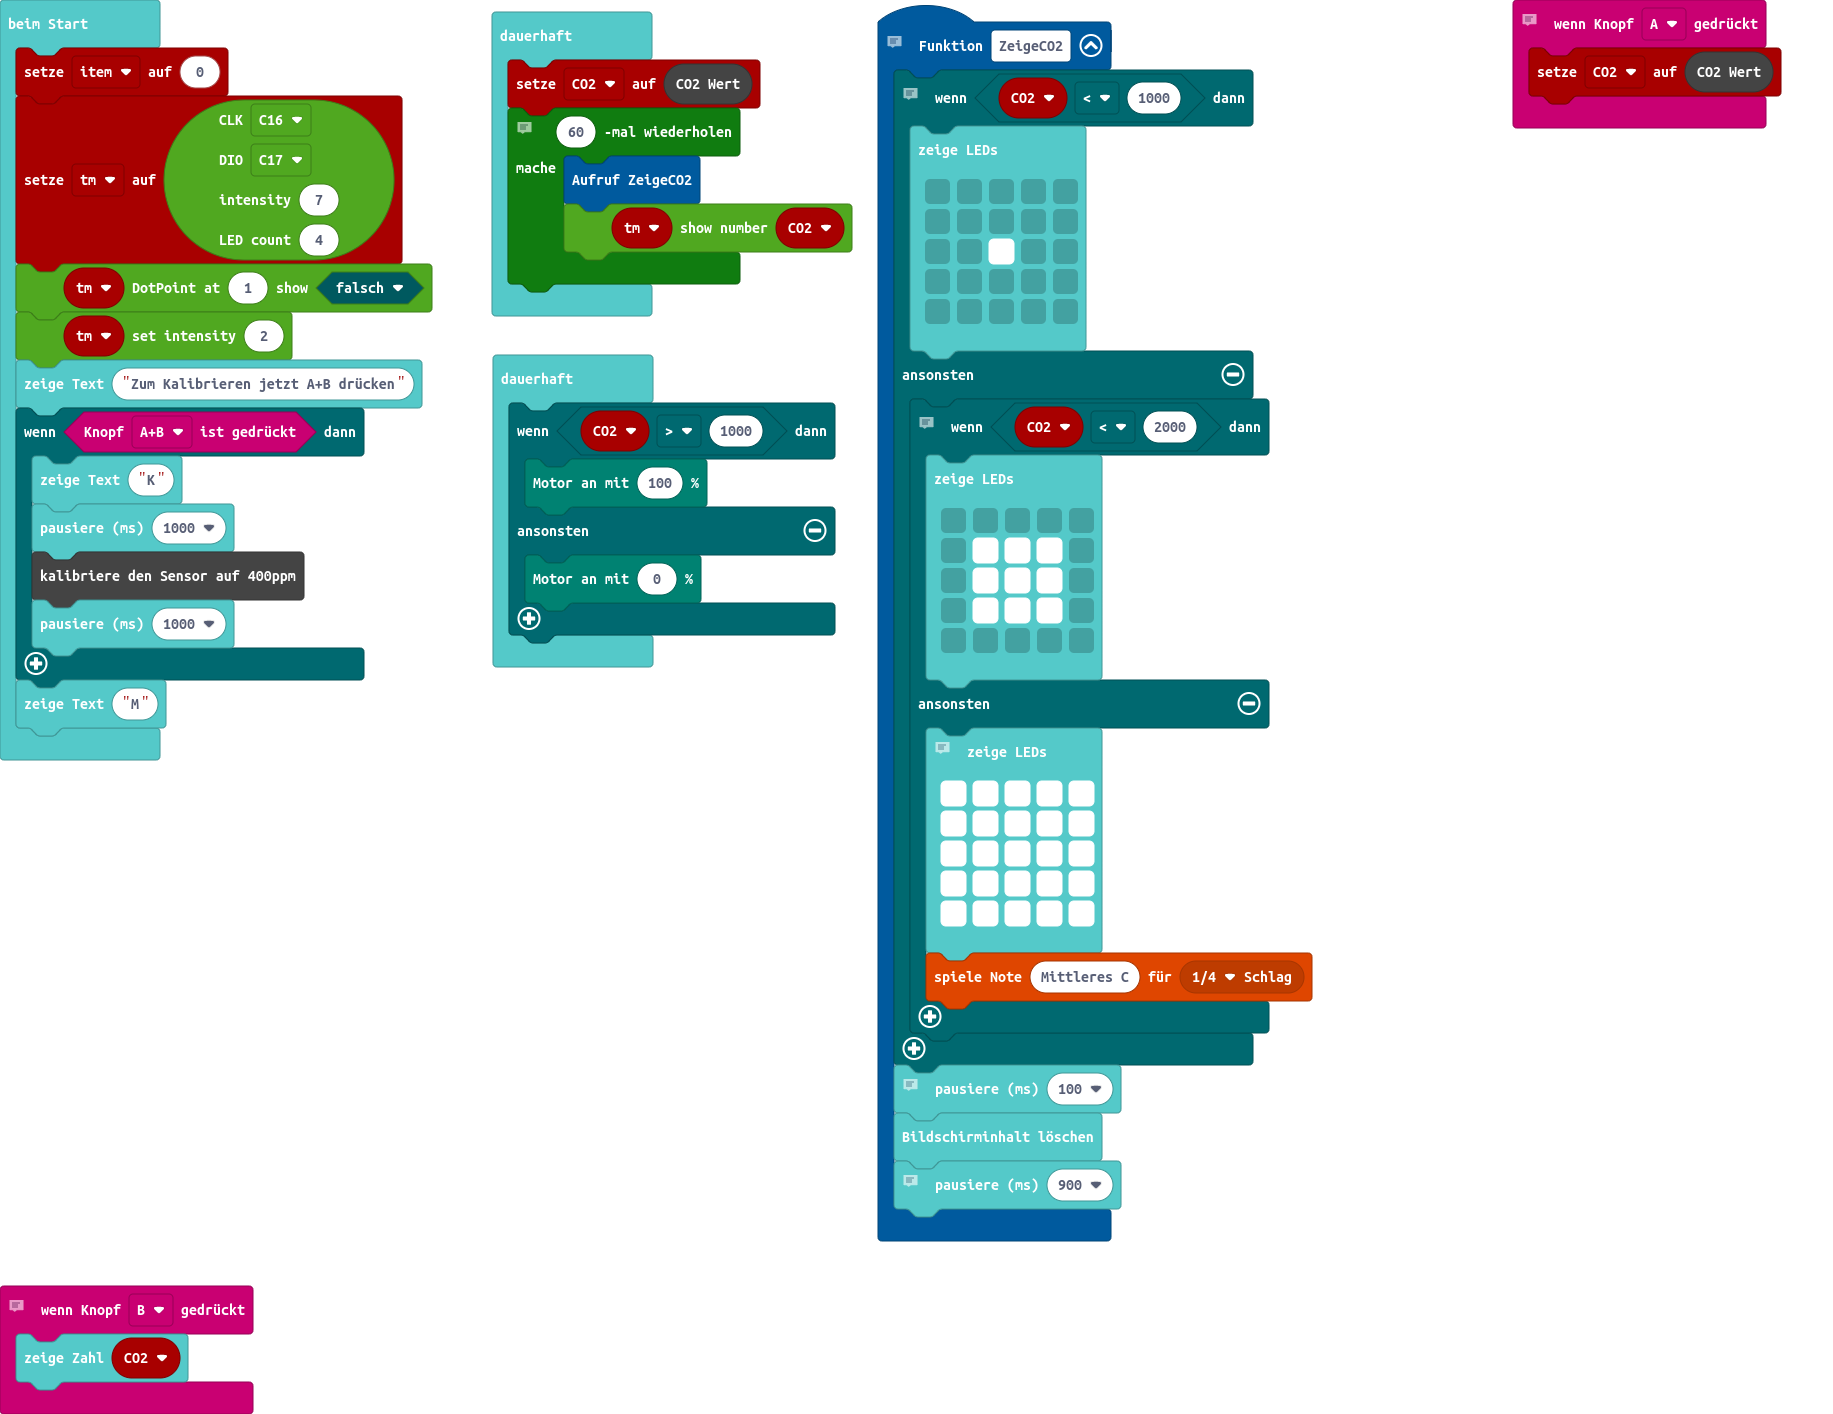 beim Start
setze item auf 0
CLK C16
DIO C17
setze tm auf
intensity 7
LED count 4
tm DotPoint at 1 show falsch
tm set intensity 2
zeige Text "Zum Kalibrieren jetzt A+B drücken"
wenn Knopf A+B ist gedrückt dann
zeige Text "K"
pausiere (ms) 1000
kalibriere den Sensor auf 400ppm
pausiere (ms) 1000
zeige Text "M"
dauerhaft
setze CO2 auf CO2 Wert
60 -mal wiederholen
mache
Aufruf ZeigeCO2
tm show number CO2
dauerhaft
wenn CO2 > 1000 dann
Motor an mit 100 %
ansonsten
Motor an mit 0 %
Funktion ZeigeCO2
wenn CO2 < 1000 dann
zeige LEDs
ansonsten
wenn CO2 < 2000 dann
zeige LEDs
ansonsten
zeige LEDs
spiele Note Mittleres C für 1/4 Schlag
pausiere (ms) 100
Bildschirminhalt löschen
pausiere (ms) 900
wenn Knopf A gedrückt
setze CO2 auf CO2 Wert
wenn Knopf B gedrückt
zeige Zahl CO2